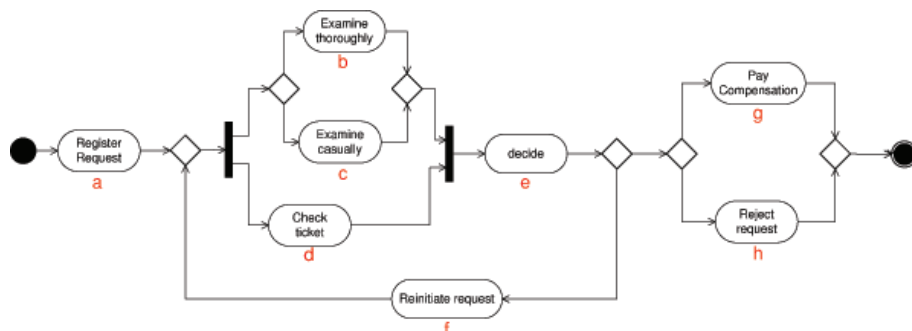 Examine
thoroughly
b
Pay
Compensation
g
Register
Request
a
Examine
casually
c
decide
e
Check
ticket
d
Reject
request
h
Reinitiate request
f